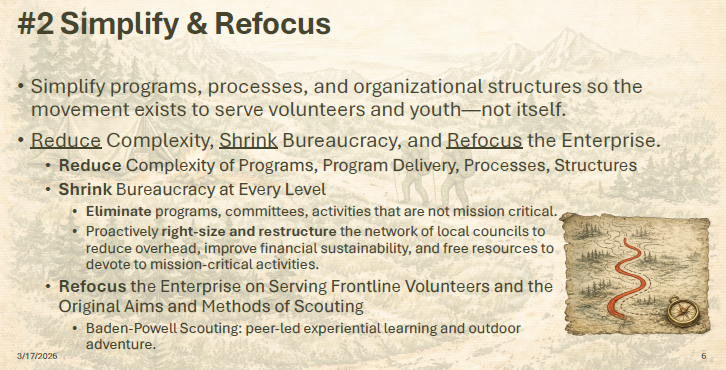 #2 Simplify & Refocus
• Simplify programs, processes, and organizational structures so the
movement exists to serve volunteers and youth—not itself.
• Reduce Complexity, Shrink Bureaucracy, and Refocus the Enterprise.
• Reduce Complexity of Programs, Program Delivery, Processes, Structures
• Shrink Bureaucracy at Every Level
• Eliminate programs, committees, activities that are not mission critical.
• Proactively right-size and restructure the network of local councils to
reduce overhead, improve financial sustainability, and free resources to
devote to mission-critical activities.
• Refocus the Enterprise on Serving Frontline Volunteers and the
Original Aims and Methods of Scouting
• Baden-Powell Scouting: peer-led experiential learning and outdoor
adventure.
3/17/2026
6